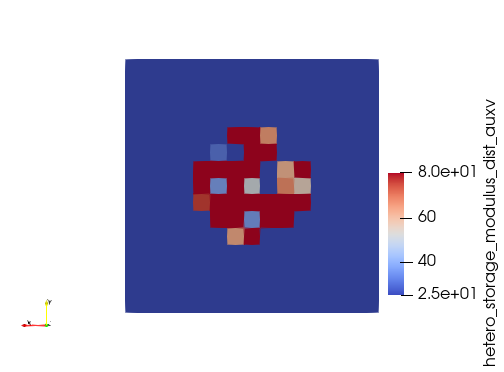 8.0e+01
60
40
2.5e+01
hetero_storage_modulus_dist_auxv
Y
X